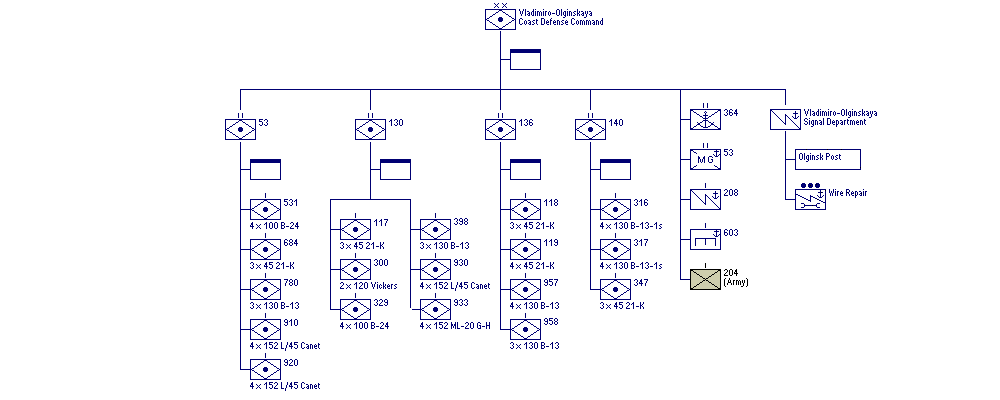 Vladimiro-Olginskaya
Coast Defense Command
53
130
136
140
364
Vladimiro-Olginskaya
Signal Department
MG
53
Olginsk Post
208
Wire Repair
603
204
(Army)
531
4×100 B-24
684
3×45 21-K
780
3×130 B-13
910
4×152 L/45 Canet
920
4×152 L/45 Canet
117
3×45 21-K
300
2×120 Vickers
329
4×100 B-24
398
3×130 B-13
930
4×152 L/45 Canet
933
4×152 ML-20 G-H
118
3×45 21-K
119
4×45 21-K
957
4×130 B-13
958
3×130 B-13
316
4×130 B-13-1s
317
4×130 B-13-1s
347
3×45 21-K